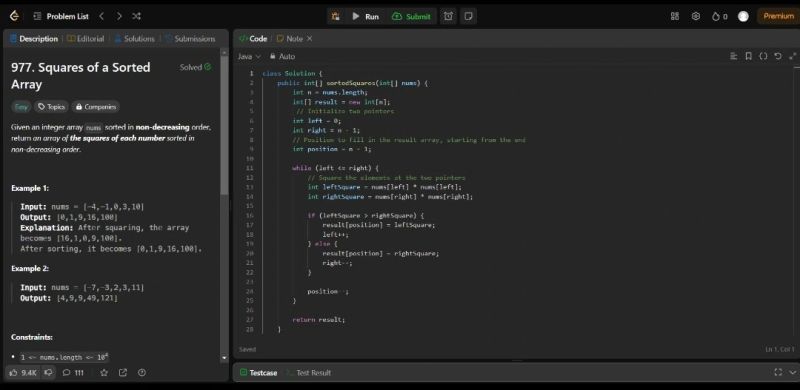 Problem List
Run
Submit
0
Premium
Description
Editorial
Solutions
Submissions
977. Squares of a Sorted
Array
Solved
Easy
Topics
Companies
Given an integer array nums sorted in non-decreasing order,
return an array of the squares of each number sorted in
non-decreasing order.
Example 1:
Input: nums = [-4,-1,0,3,10]
Output: [0,1,9,16,100]
Explanation: After squaring, the array
becomes [16,1,0,9,100].
After sorting, it becomes [0,1,9,16,100].
Example 2:
Input: nums = [-7,-3,2,3,11]
Output: [4,9,9,49,121]
Constraints:
• 1 <= nums.length <= 10⁴
9.4K
111
</> Code
Note
Java
Auto
1 class Solution {
2 public int[] sortedSquares(int[] nums) {
3 int n = nums.length;
4 int[] result = new int[n];
5 // Initialize two pointers
6 int left = 0;
7 int right = n - 1;
8 // Position to fill in the result array, starting from the end
9 int position = n - 1;
10
11 while (left <= right) {
12 // Square the elements at the two pointers
13 int leftSquare = nums[left] * nums[left];
14 int rightSquare = nums[right] * nums[right];
15
16 if (leftSquare > rightSquare) {
17 result[position] = leftSquare;
18 left++;
19 } else {
20 result[position] = rightSquare;
21 right--;
22 }
23
24 position--;
25 }
26
27 return result;
28 }
Saved
Ln 1, Col 1
Testcase
Test Result